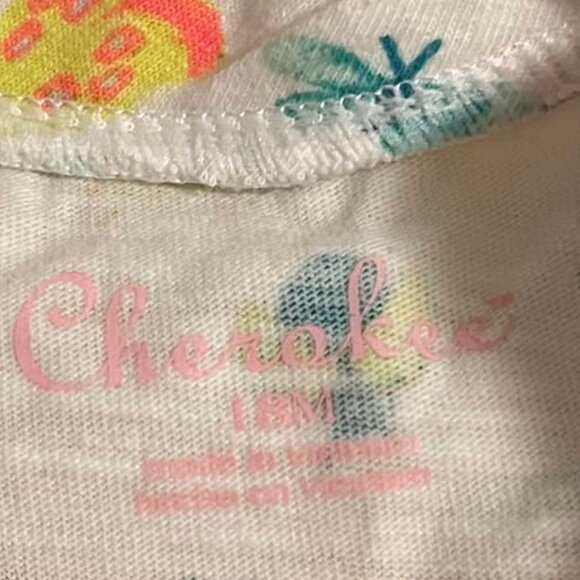 Cherokee
18M
made in Vietnam
hecho en Vietnam